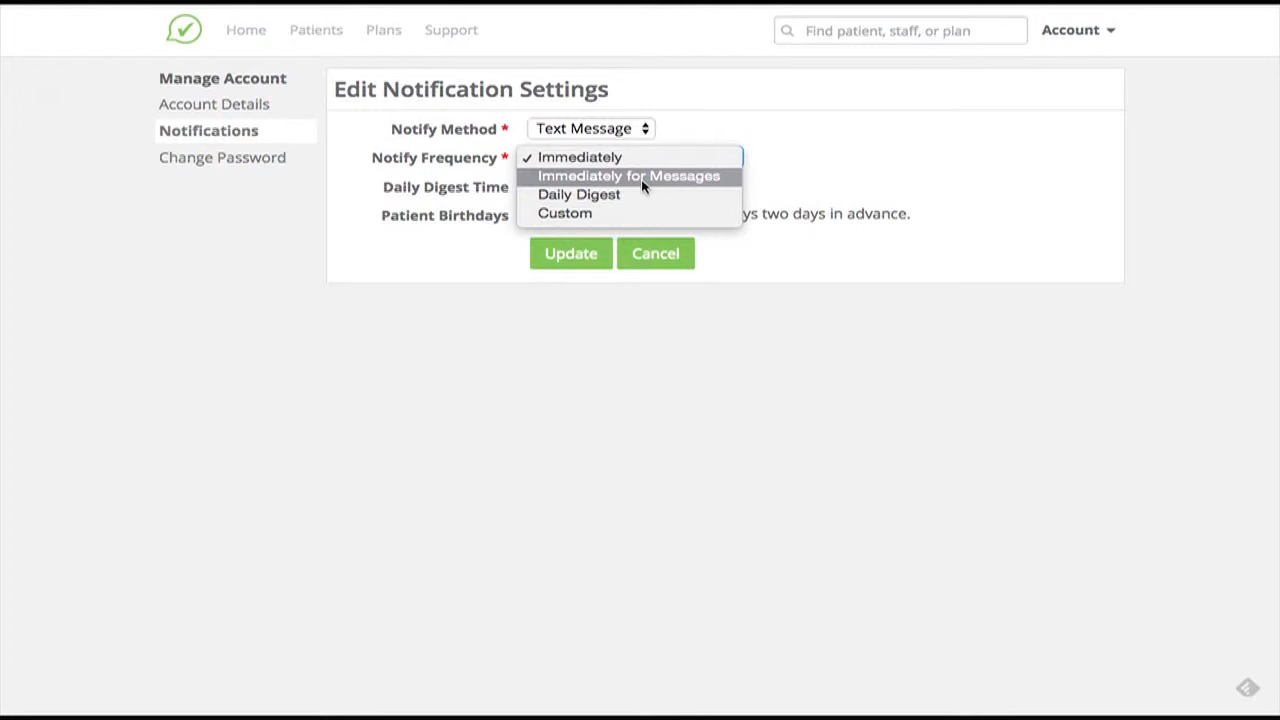 Home Patients Plans Support Find patient, staff, or plan Account
Manage Account
Account Details
Notifications
Change Password
Edit Notification Settings
Notify Method * Text Message
Notify Frequency * ✓ Immediately
Immediately for Messages
Daily Digest Time
Daily Digest
Custom
Patient Birthdays ys two days in advance.
Update Cancel